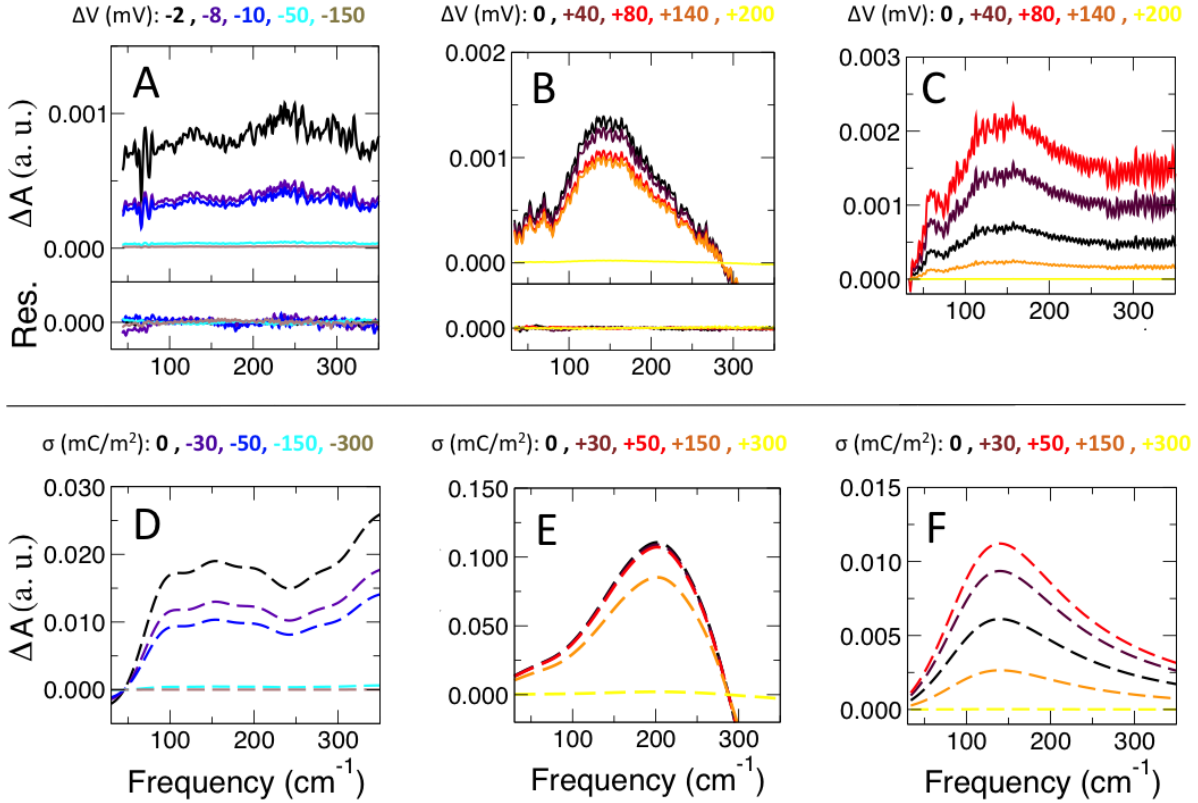 ΔV (mV): -2 , -8, -10, -50, -150
ΔV (mV): 0 , +40, +80, +140 , +200
ΔV (mV): 0 , +40, +80, +140 , +200
A
0.001
0.000
ΔA (a. u.)
Res.
0.000
100 200 300
B
0.002
0.001
0.000
0.000
100 200 300
C
0.003
0.002
0.001
0.000
100 200 300
σ (mC/m²): 0 , -30, -50, -150, -300
σ (mC/m²): 0 , +30, +50, +150 , +300
σ (mC/m²): 0 , +30, +50, +150 , +300
D
0.030
0.020
0.010
0.000
ΔA (a. u.)
100 200 300
Frequency (cm⁻¹)
E
0.150
0.100
0.050
0.000
100 200 300
Frequency (cm⁻¹)
F
0.015
0.010
0.005
0.000
100 200 300
Frequency (cm⁻¹)